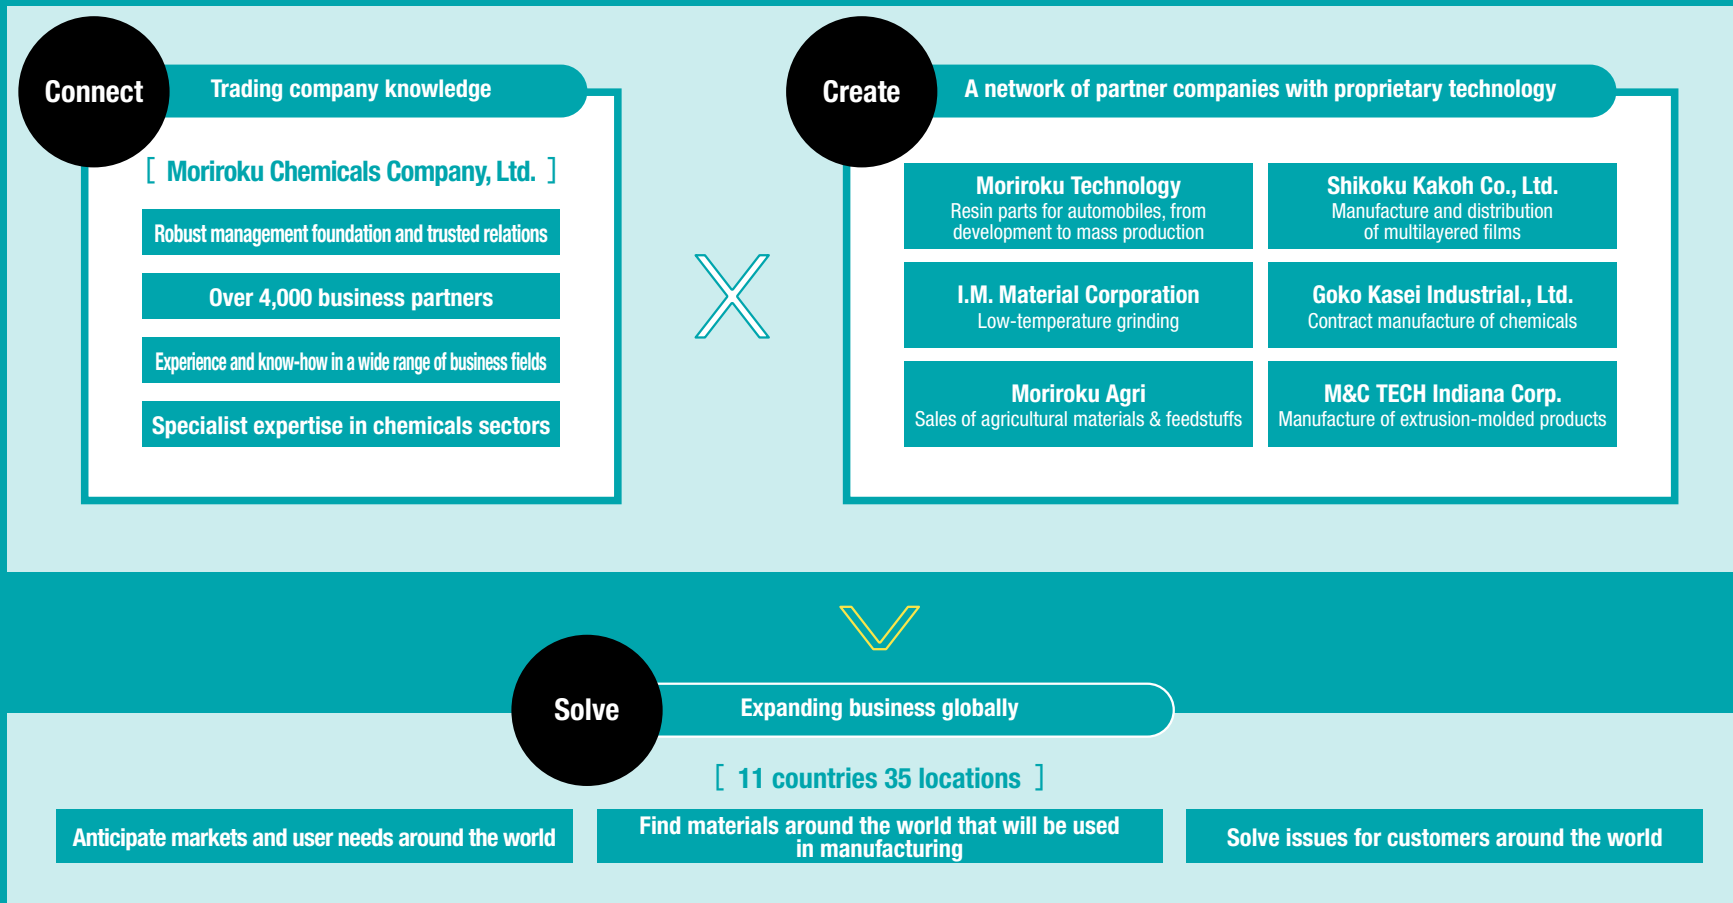 Connect
Trading company knowledge
[ Moriroku Chemicals Company, Ltd. ]
Robust management foundation and trusted relations
Over 4,000 business partners
Experience and know-how in a wide range of business fields
Specialist expertise in chemicals sectors
Create
A network of partner companies with proprietary technology
Moriroku Technology
Resin parts for automobiles, from
development to mass production
Shikoku Kakoh Co., Ltd.
Manufacture and distribution
of multilayered films
I.M. Material Corporation
Low-temperature grinding
Goko Kasei Industrial., Ltd.
Contract manufacture of chemicals
Moriroku Agri
Sales of agricultural materials & feedstuffs
M&C TECH Indiana Corp.
Manufacture of extrusion-molded products
Solve
Expanding business globally
[ 11 countries 35 locations ]
Anticipate markets and user needs around the world
Find materials around the world that will be used
in manufacturing
Solve issues for customers around the world